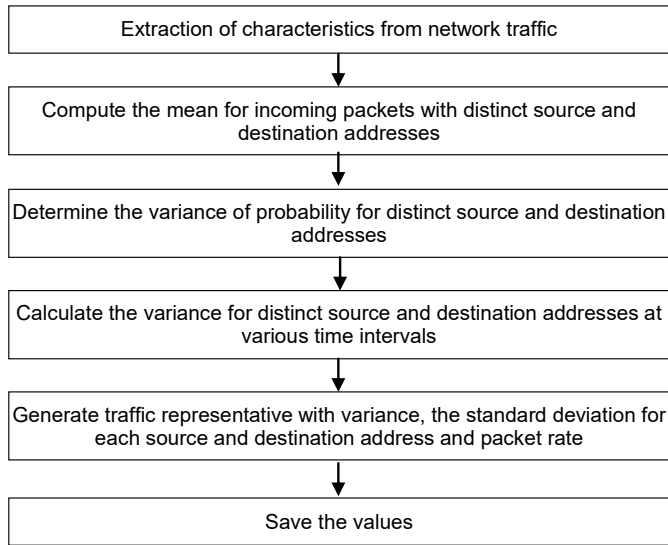 Extraction of characteristics from network traffic
Compute the mean for incoming packets with distinct source and
destination addresses
Determine the variance of probability for distinct source and destination
addresses
Calculate the variance for distinct source and destination addresses at
various time intervals
Generate traffic representative with variance, the standard deviation for
each source and destination address and packet rate
Save the values